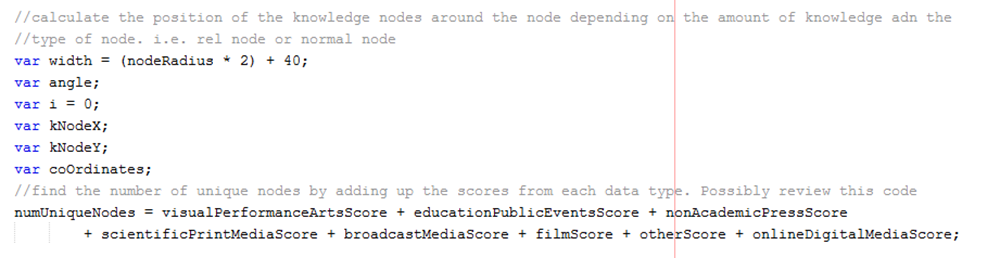 //calculate the position of the knowledge nodes around the node depending on the amount of knowledge adn the
//type of node. i.e. rel node or normal node
var width = (nodeRadius * 2) + 40;
var angle;
var i = 0;
var kNodeX;
var kNodeY;
var coOrdinates;
//find the number of unique nodes by adding up the scores from each data type. Possibly review this code
numUniqueNodes = visualPerformanceArtsScore + educationPublicEventsScore + nonAcademicPressScore
+ scientificPrintMediaScore + broadcastMediaScore + filmScore + otherScore + onlineDigitalMediaScore;